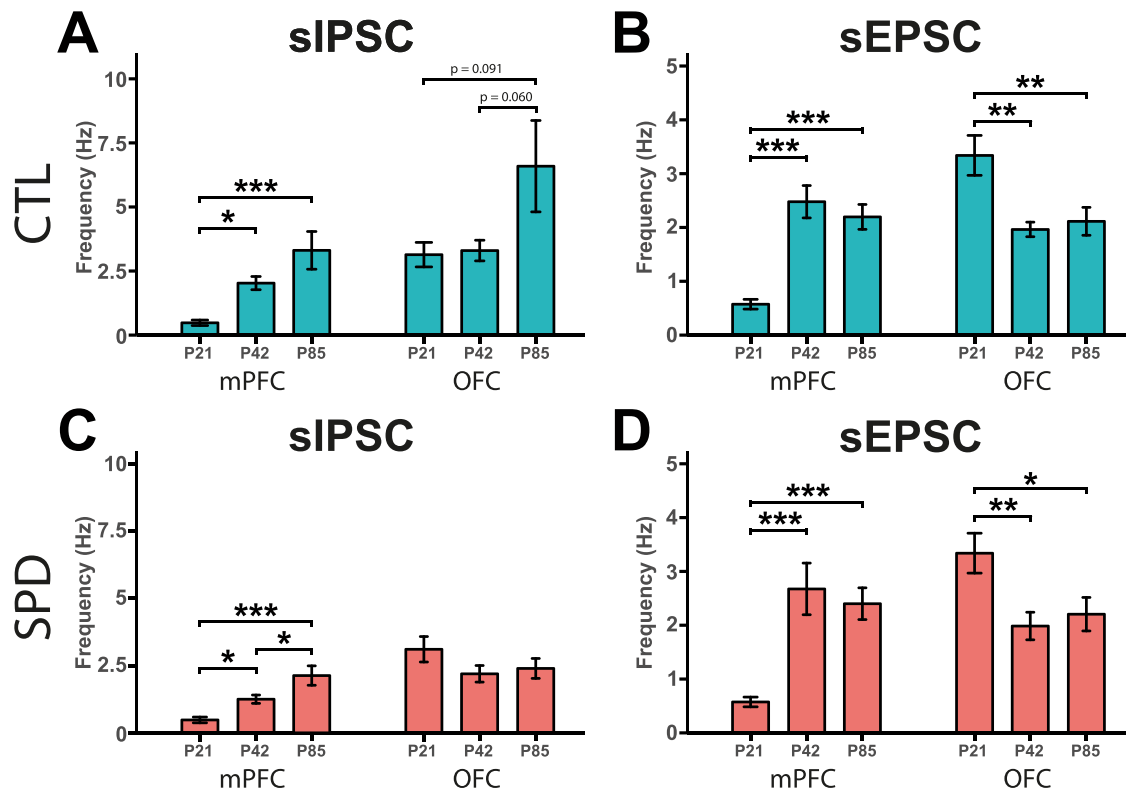 A
sIPSC
CTL
Frequency (Hz)
10
7.5
5
2.5
0
*
***
p = 0.091
p = 0.060
P21 P42 P85 P21 P42 P85
mPFC OFC
B
sEPSC
Frequency (Hz)
5
4
3
2
1
0
***
***
**
**
P21 P42 P85 P21 P42 P85
mPFC OFC
C
sIPSC
SPD
Frequency (Hz)
10
7.5
5
2.5
0
***
*
*
P21 P42 P85 P21 P42 P85
mPFC OFC
D
sEPSC
Frequency (Hz)
5
4
3
2
1
0
***
***
*
**
P21 P42 P85 P21 P42 P85
mPFC OFC